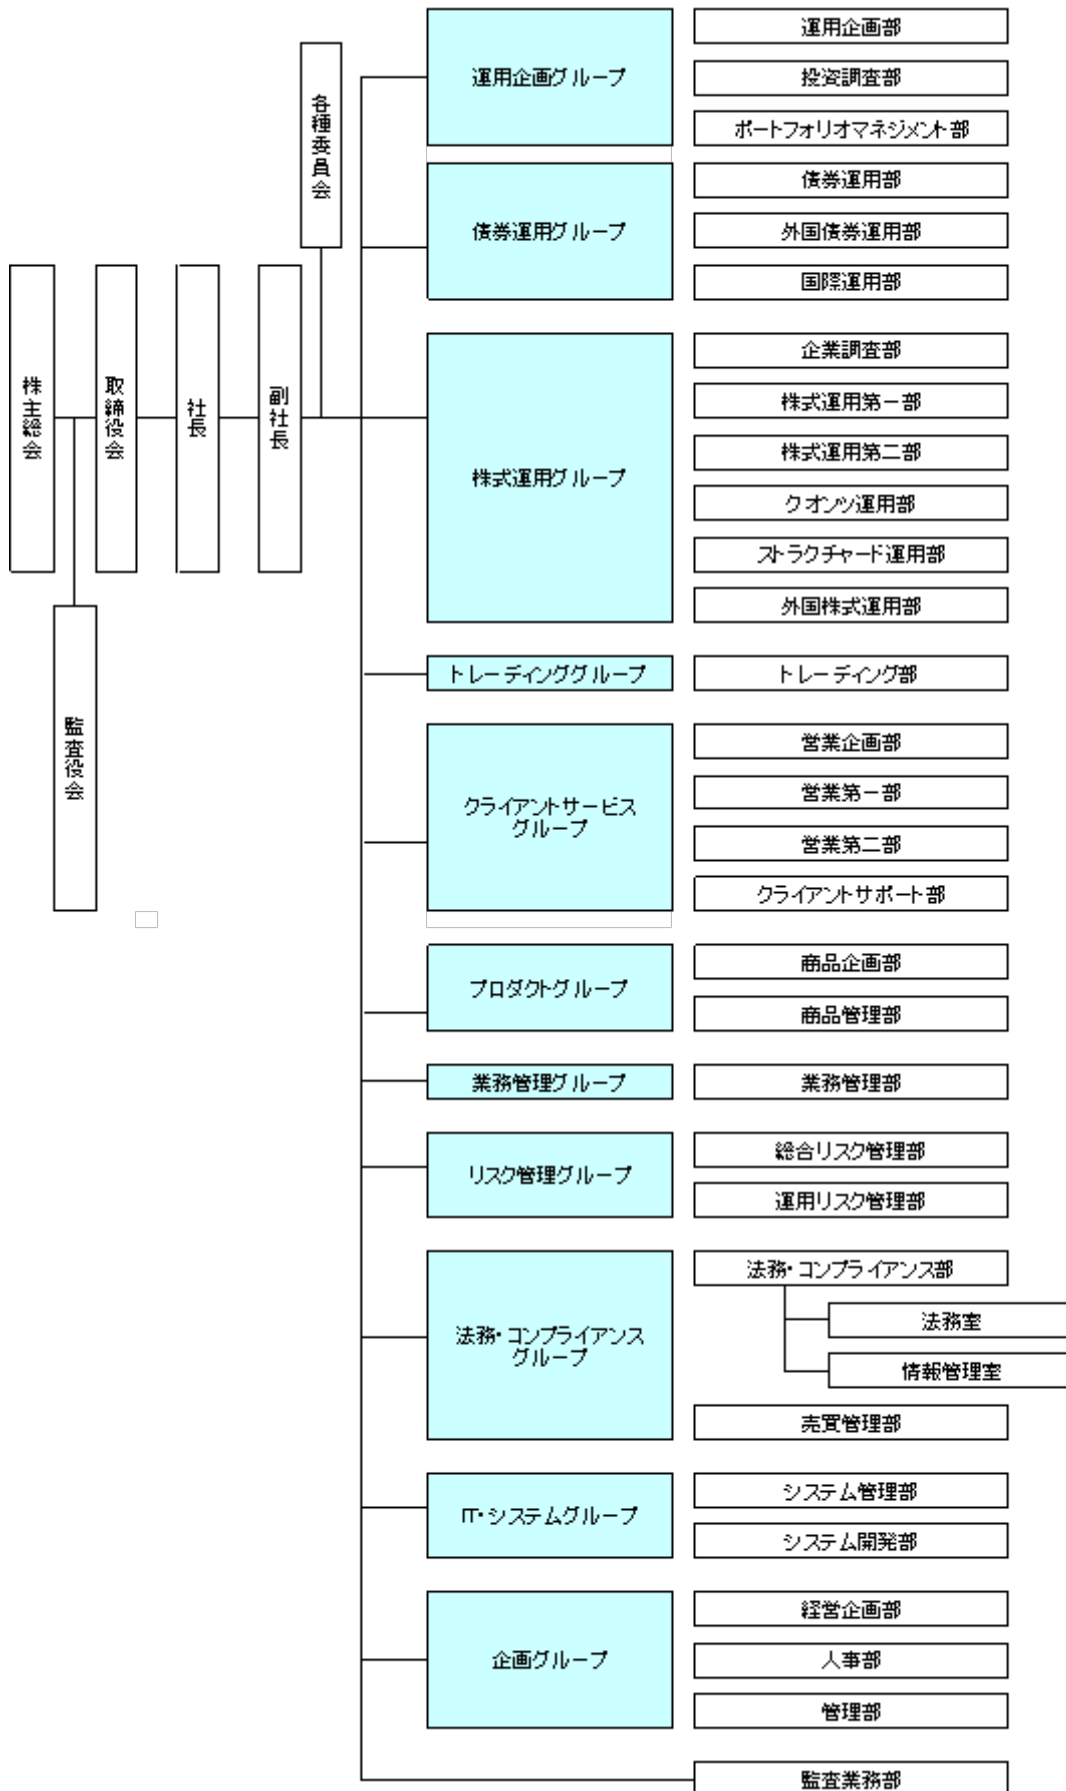 株主総会
監査役会
取締役会
社長
副社長
各種委員会
運用企画グループ
運用企画部
投資調査部
ポートフォリオマネジメント部
債券運用グループ
債券運用部
外国債券運用部
国際運用部
株式運用グループ
企業調査部
株式運用第一部
株式運用第二部
クオンツ運用部
ストラクチャード運用部
外国株式運用部
トレーディンググループ
トレーディング部
クライアントサービス
グループ
営業企画部
営業第一部
営業第二部
クライアントサポート部
プロダクトグループ
商品企画部
商品管理部
業務管理グループ
業務管理部
リスク管理グループ
総合リスク管理部
運用リスク管理部
法務・コンプライアンス
グループ
法務・コンプライアンス部
法務室
情報管理室
売買管理部
IT・システムグループ
システム管理部
システム開発部
企画グループ
経営企画部
人事部
管理部
監査業務部